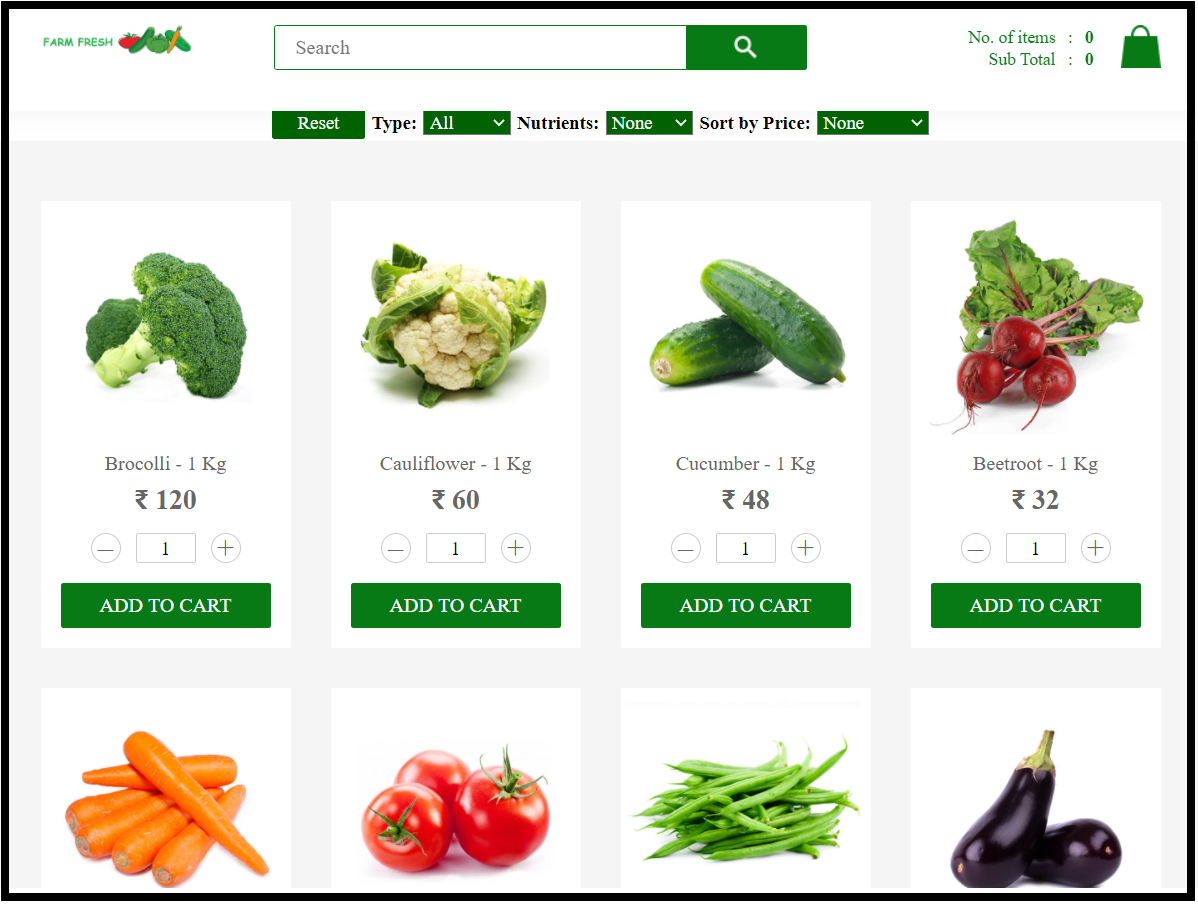 FARM FRESH
Search
No. of items : 0
Sub Total : 0
Reset Type: All Nutrients: None Sort by Price: None
Brocolli - 1 Kg
₹ 120
1
ADD TO CART
Cauliflower - 1 Kg
₹ 60
1
ADD TO CART
Cucumber - 1 Kg
₹ 48
1
ADD TO CART
Beetroot - 1 Kg
₹ 32
1
ADD TO CART